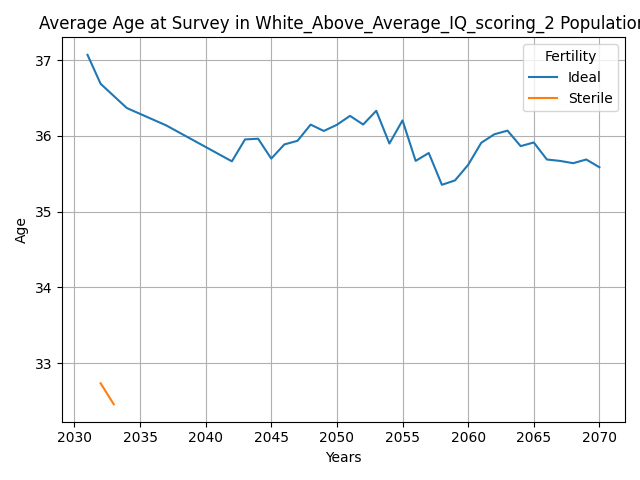 Average Age at Survey in White_Above_Average_IQ_scoring_2 Population
Fertility
Ideal
Sterile
37
36
35
34
33
Age
2030 2035 2040 2045 2050 2055 2060 2065 2070
Years